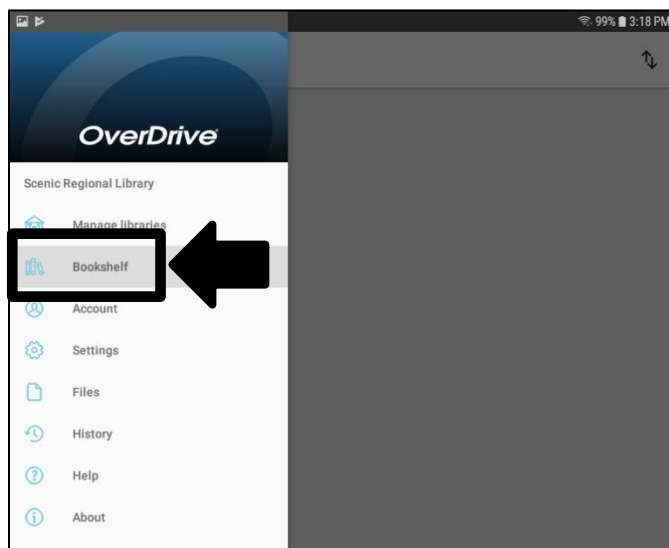 99% 3:18 PM
OverDrive
Scenic Regional Library
Manage libraries
Bookshelf
Account
Settings
Files
History
Help
About